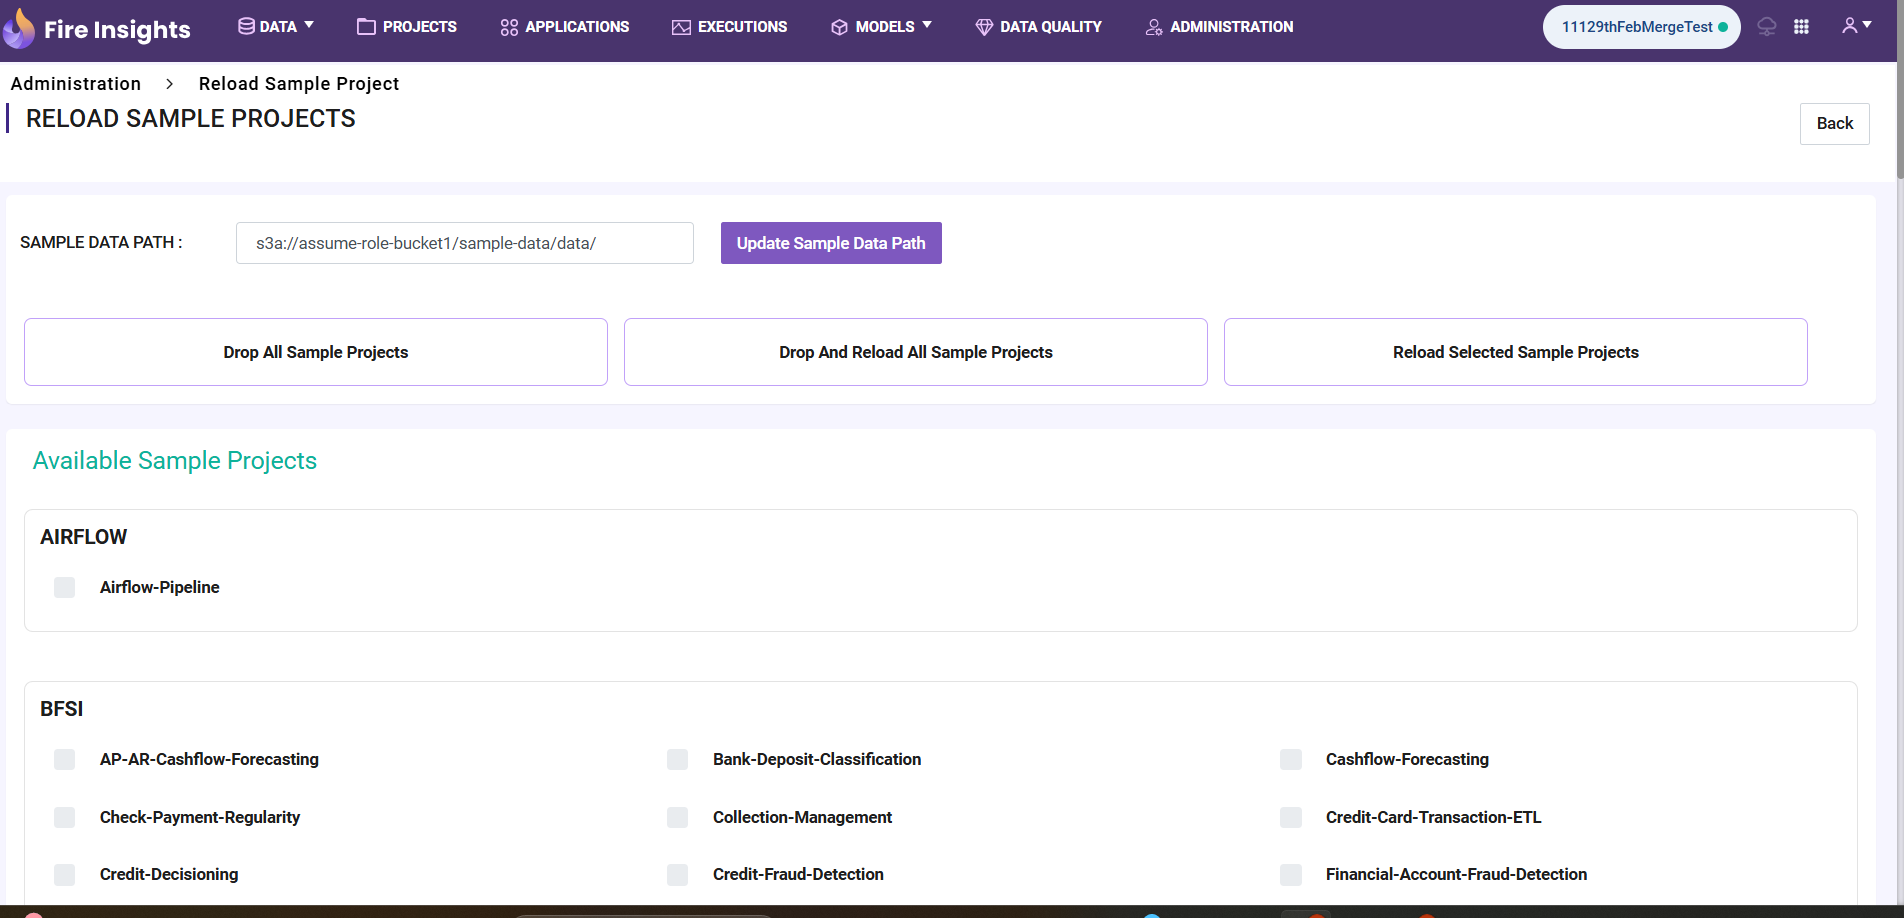 Fire Insights
DATA PROJECTS APPLICATIONS EXECUTIONS MODELS DATA QUALITY ADMINISTRATION 11129thFebMergeTest
Administration > Reload Sample Project
RELOAD SAMPLE PROJECTS
Back
SAMPLE DATA PATH : s3a://assume-role-bucket1/sample-data/data/ Update Sample Data Path
Drop All Sample Projects Drop And Reload All Sample Projects Reload Selected Sample Projects
Available Sample Projects
AIRFLOW
Airflow-Pipeline
BFSI
AP-AR-Cashflow-Forecasting Bank-Deposit-Classification Cashflow-Forecasting
Check-Payment-Regularity Collection-Management Credit-Card-Transaction-ETL
Credit-Decisioning Credit-Fraud-Detection Financial-Account-Fraud-Detection